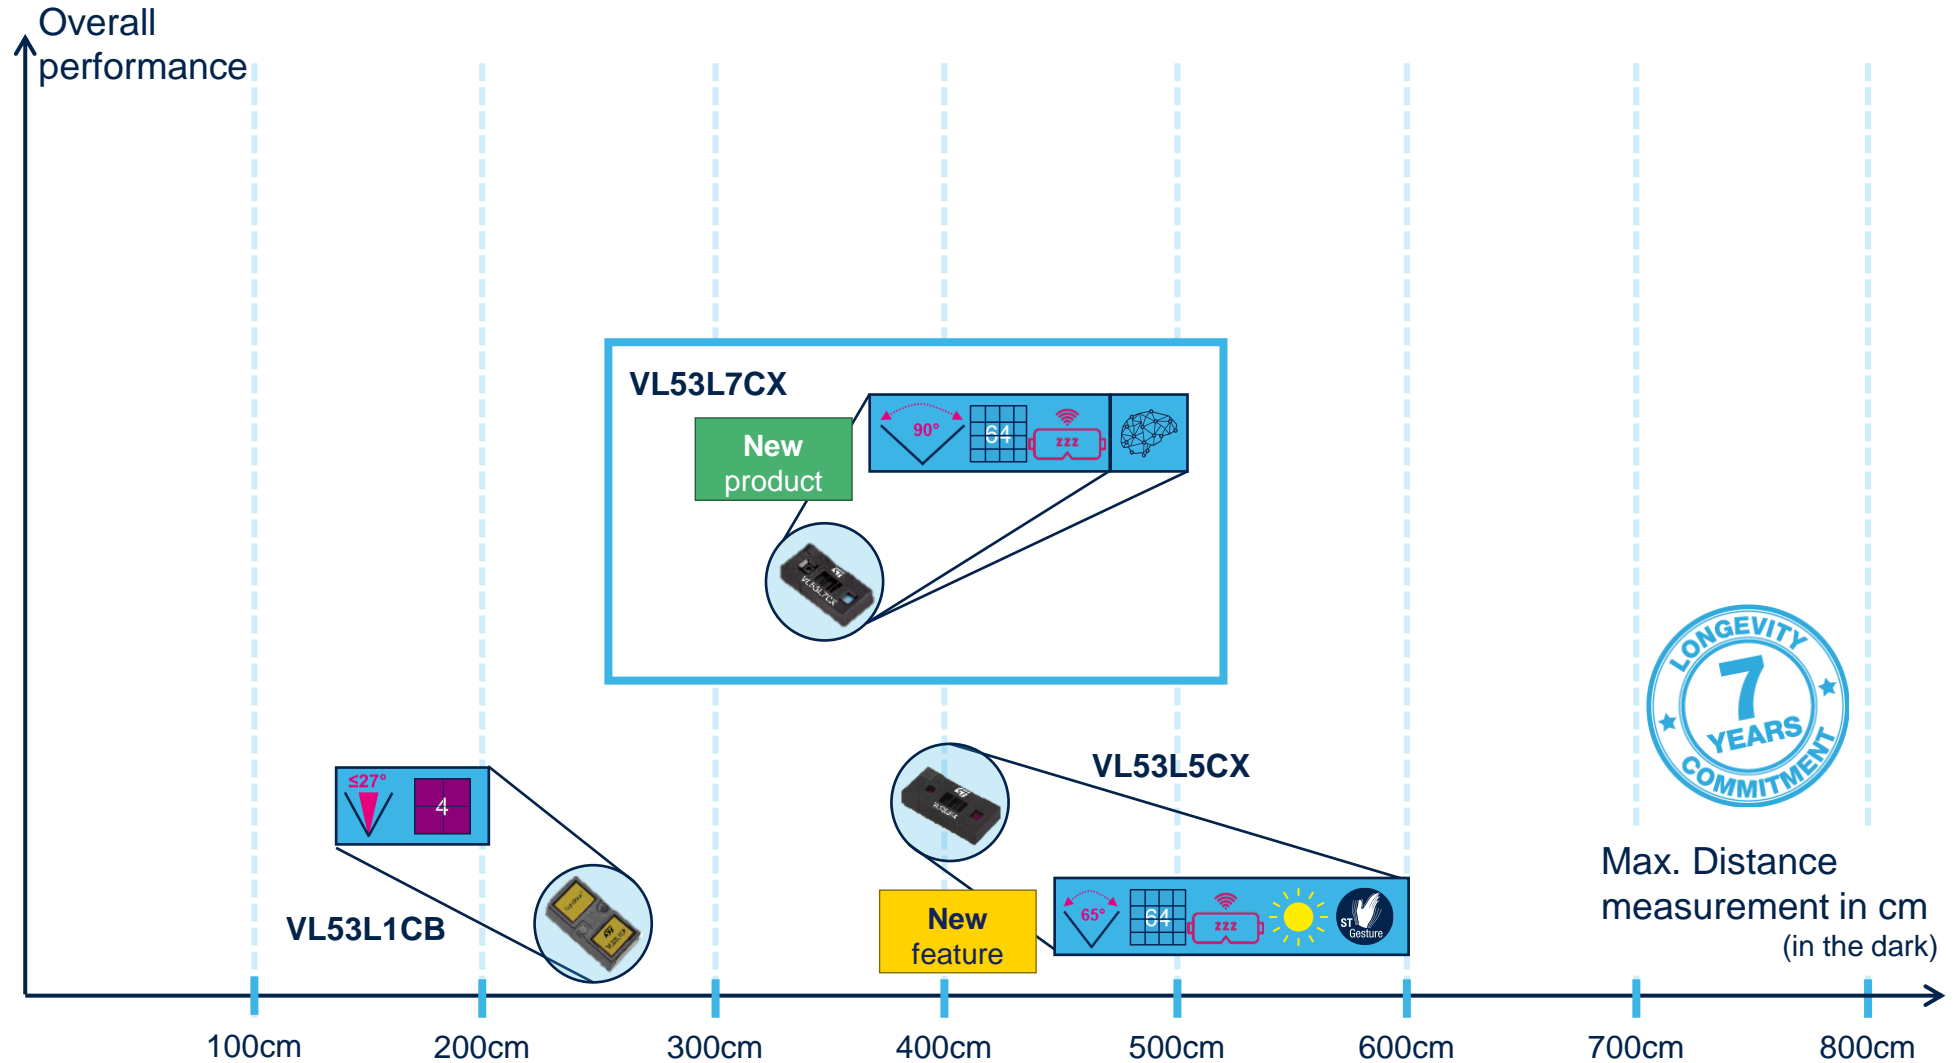 Overall
performance
VL53L7CX
New
product
90°
64
zzz
VL53L7CX
LONGEVITY
7
YEARS
COMMITMENT
≤27°
4
VL53L1CB
VL53L5CX
New
feature
65°
64
zzz
ST
Gesture
Max. Distance
measurement in cm
(in the dark)
100cm
200cm
300cm
400cm
500cm
600cm
700cm
800cm